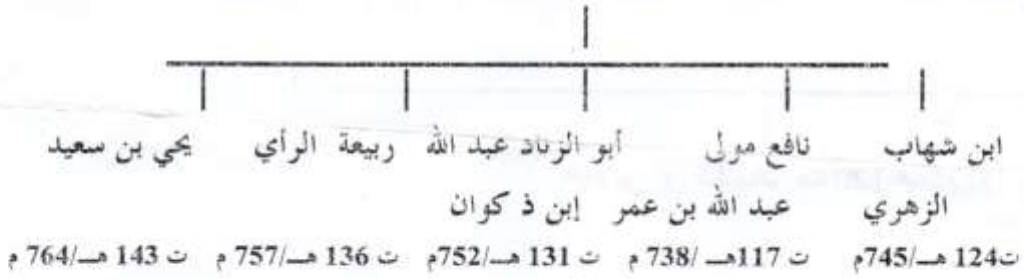 ابن شهاب نافع مولى أبو الزناد عبد الله ربيعة الرأي يحي بن سعيد
الزهري عبد الله بن عمر إبن ذكوان
ت124 هـ/745م ت 117هـ/ 738 م ت 131 هـ/752م ت 136 هـ/757 م ت 143 هـ/764 م